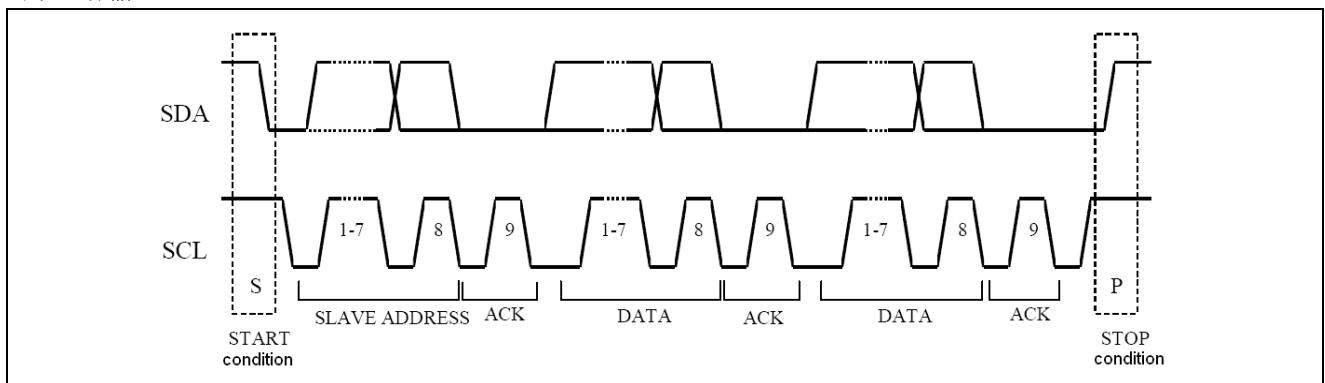 SDA
SCL
1-7 8 9 1-7 8 9 1-7 8 9
S P
SLAVE ADDRESS ACK DATA ACK DATA ACK
START
condition
STOP
condition